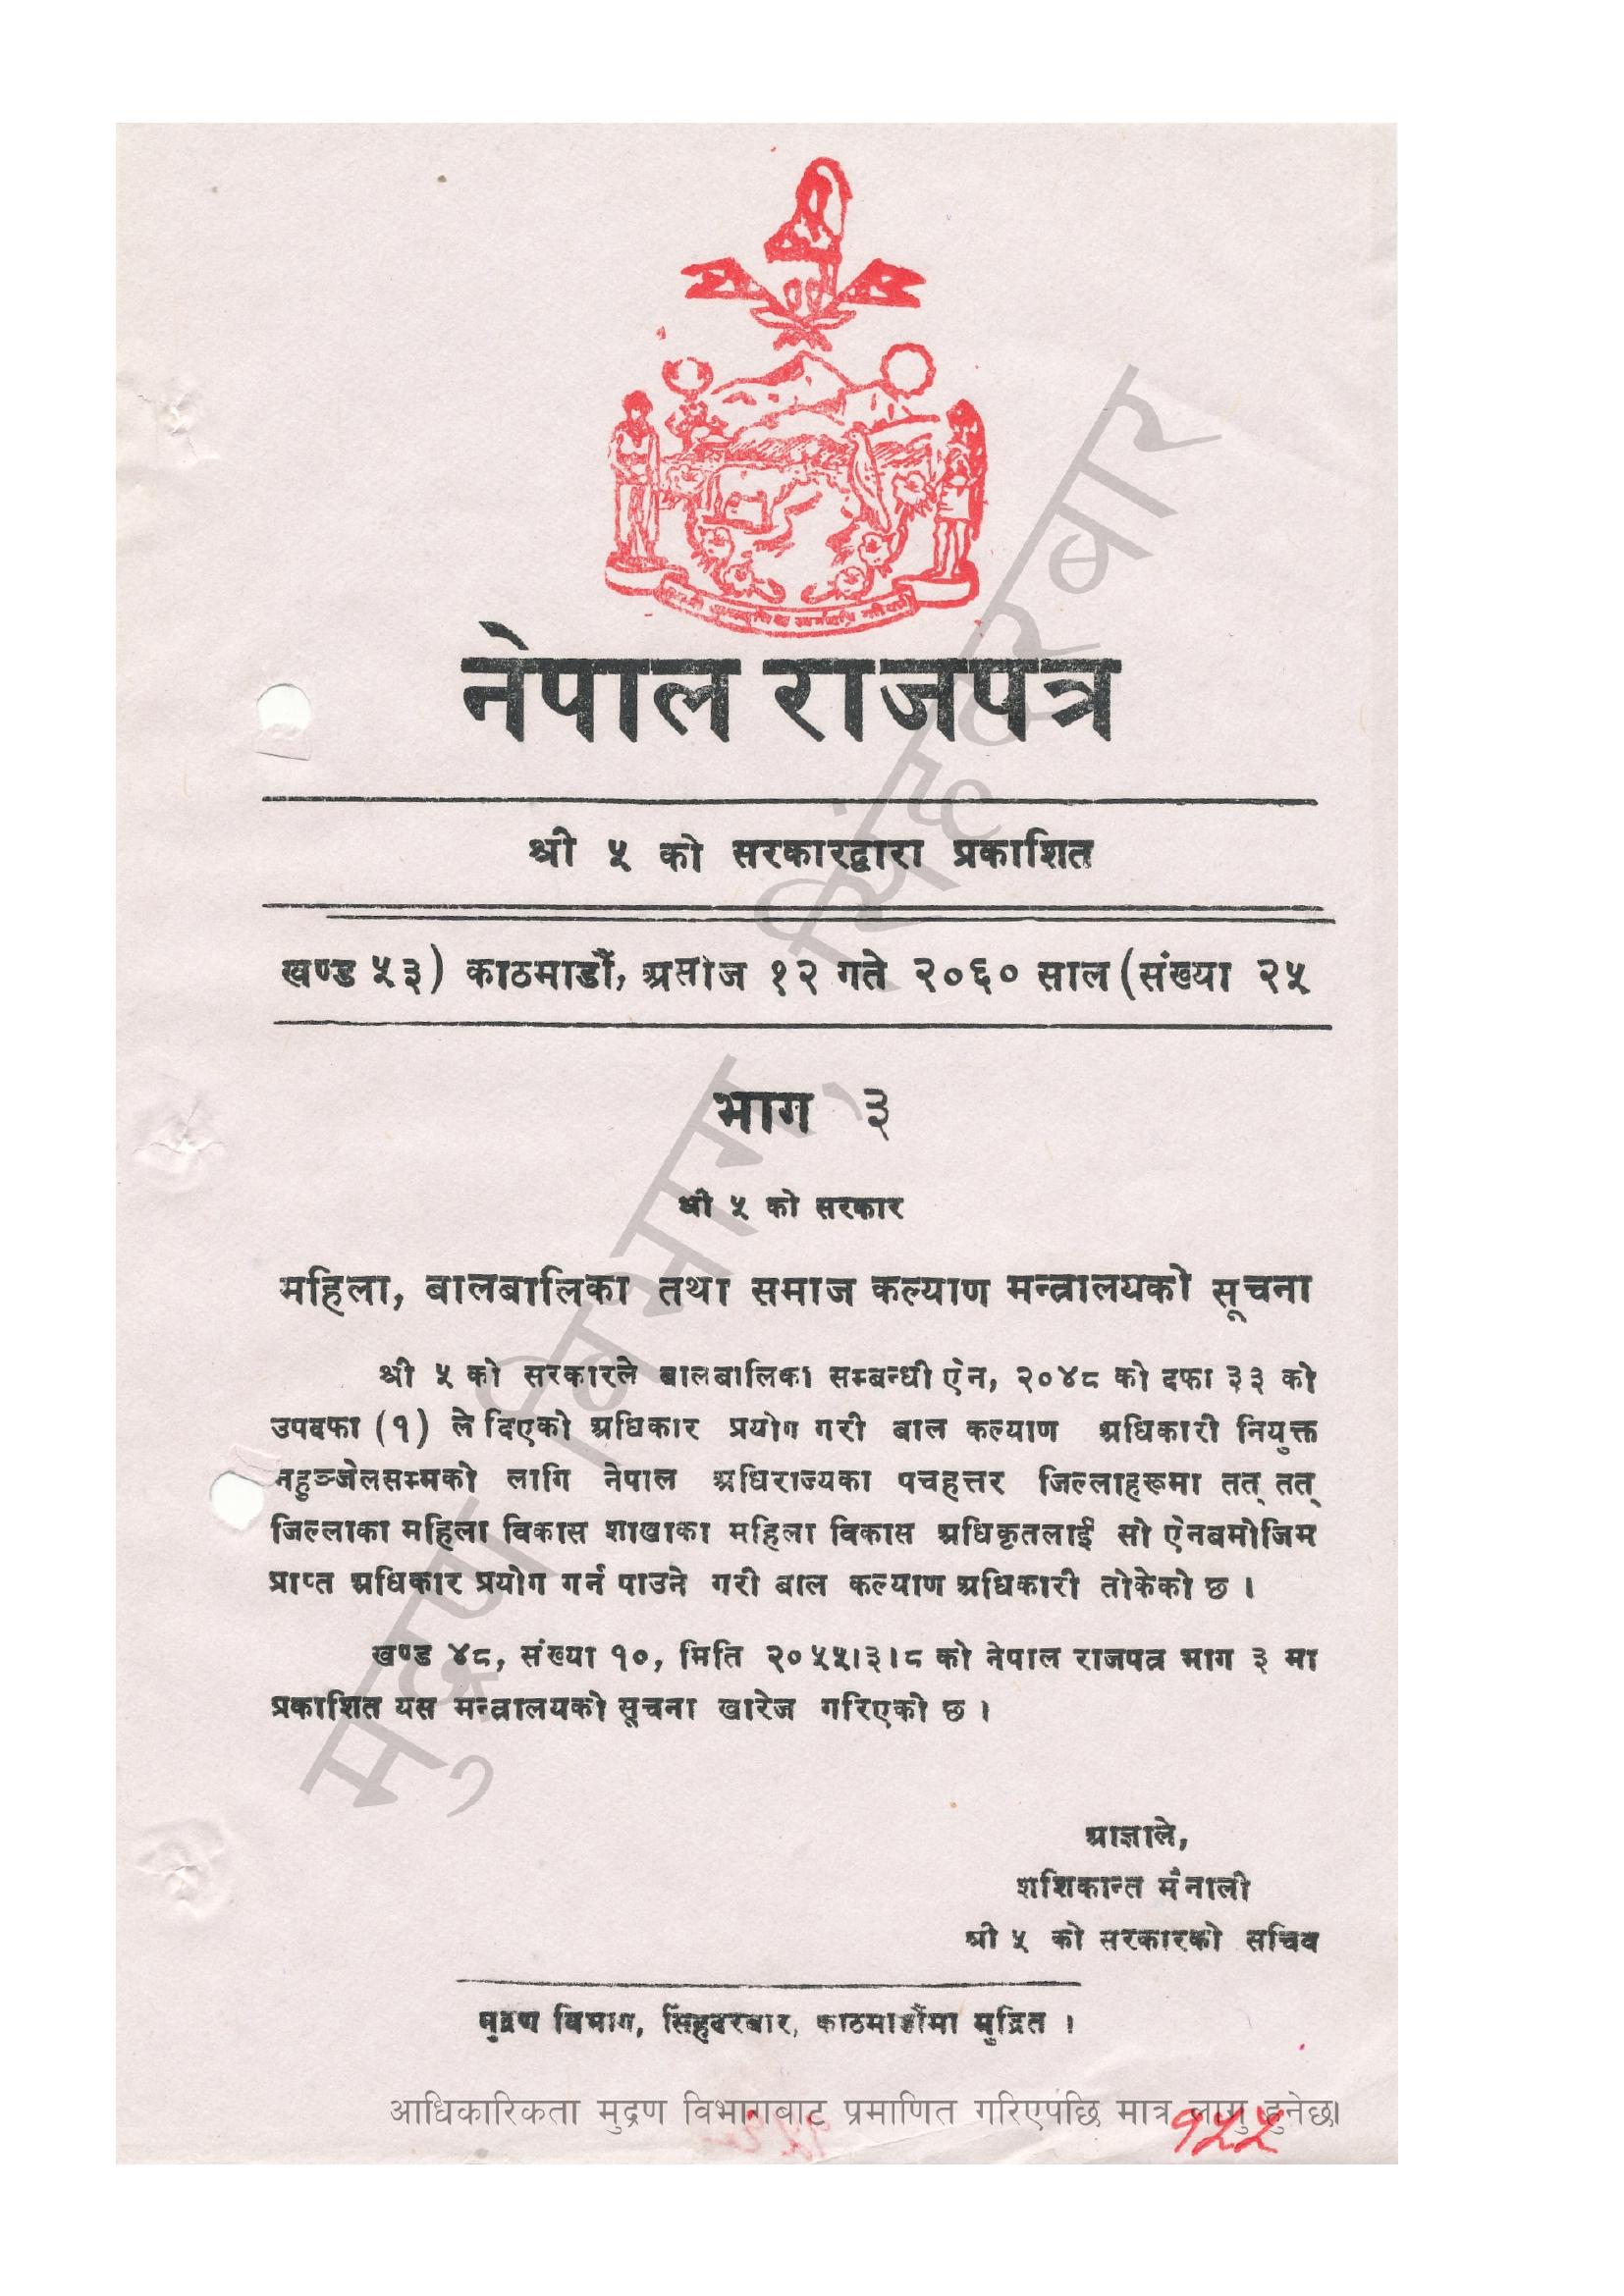 नेपाल राजपत्र
श्री ५ को सरकारद्वारा प्रकाशित
खण्ड ५३) काठमाडौं, असोज १२ गते २०६० साल (संख्या २५
भाग ३
श्री ५ को सरकार
महिला, बालबालिका तथा समाज कल्याण मन्त्रालयको सूचना
श्री ५ को सरकारले बालबालिका सम्बन्धी ऐन, २०४८ को दफा ३३ को
उपदफा (१) ले दिएको अधिकार प्रयोग गरी बाल कल्याण अधिकारी नियुक्त
नहुञ्जेलसम्मको लागि नेपाल अधिराज्यका पचहत्तर जिल्लाहरूमा तत् तत्
जिल्लाका महिला विकास शाखाका महिला विकास अधिकृतलाई सो ऐनबमोजिम
प्राप्त अधिकार प्रयोग गर्न पाउने गरी बाल कल्याण अधिकारी तोकेको छ ।
खण्ड ४८, संख्या १०, मिति २०५५।३।८ को नेपाल राजपत्र भाग ३ मा
प्रकाशित यस मन्त्रालयको सूचना खारेज गरिएको छ ।
आज्ञाले,
शशिकान्त मैनाली
श्री ५ को सरकारको सचिव
मुद्रण विभाग, सिंहदरबार, काठमाडौंमा मुद्रित ।
आधिकारिकता मुद्रण विभागबाट प्रमाणित गरिएपछि मात्र लागु हुनेछ।
१५५
मुद्रण विभाग, सिंहदरबार